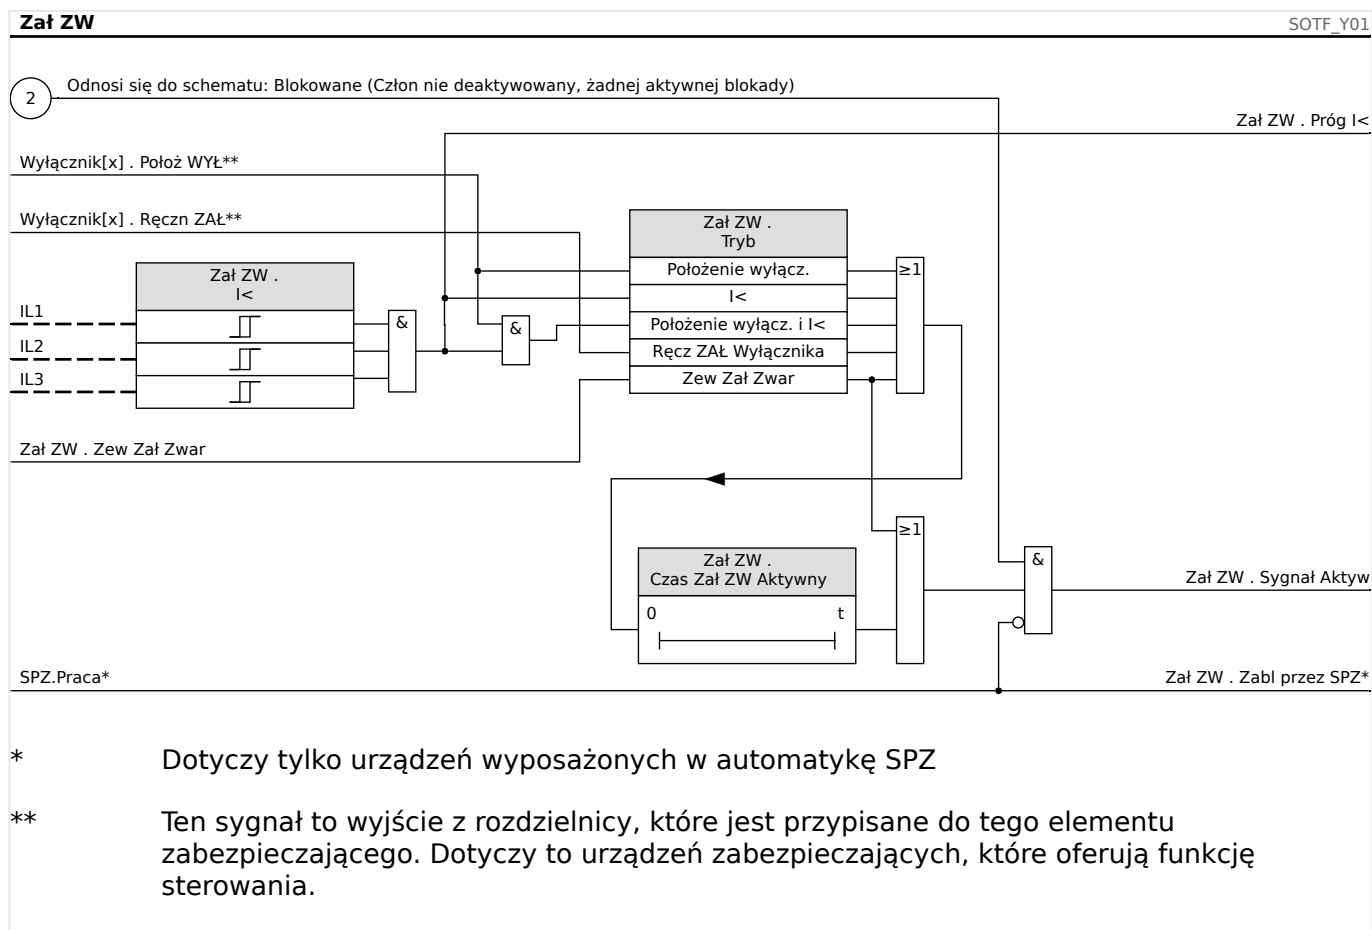 Zał ZW
SOTF_Y01
2
Odnosi się do schematu: Blokowane (Człon nie deaktywowany, żadnej aktywnej blokady)
Zał ZW . Próg I<
Wyłącznik[x] . Położ WYŁ**
Wyłącznik[x] . Ręczn ZAŁ**
Zał ZW .
Tryb
Położenie wyłącz.
I<
Położenie wyłącz. i I<
Ręcz ZAŁ Wyłącznika
Zew Zał Zwar
≥1
Zał ZW .
I<
IL1
IL2
IL3
&
&
Zał ZW . Zew Zał Zwar
≥1
Zał ZW .
Czas Zał ZW Aktywny
0 t
&
Zał ZW . Sygnał Aktyw
SPZ.Praca*
Zał ZW . Zabl przez SPZ*
* Dotyczy tylko urządzeń wyposażonych w automatykę SPZ
** Ten sygnał to wyjście z rozdzielnicy, które jest przypisane do tego elementu
zabezpieczającego. Dotyczy to urządzeń zabezpieczających, które oferują funkcję
sterowania.